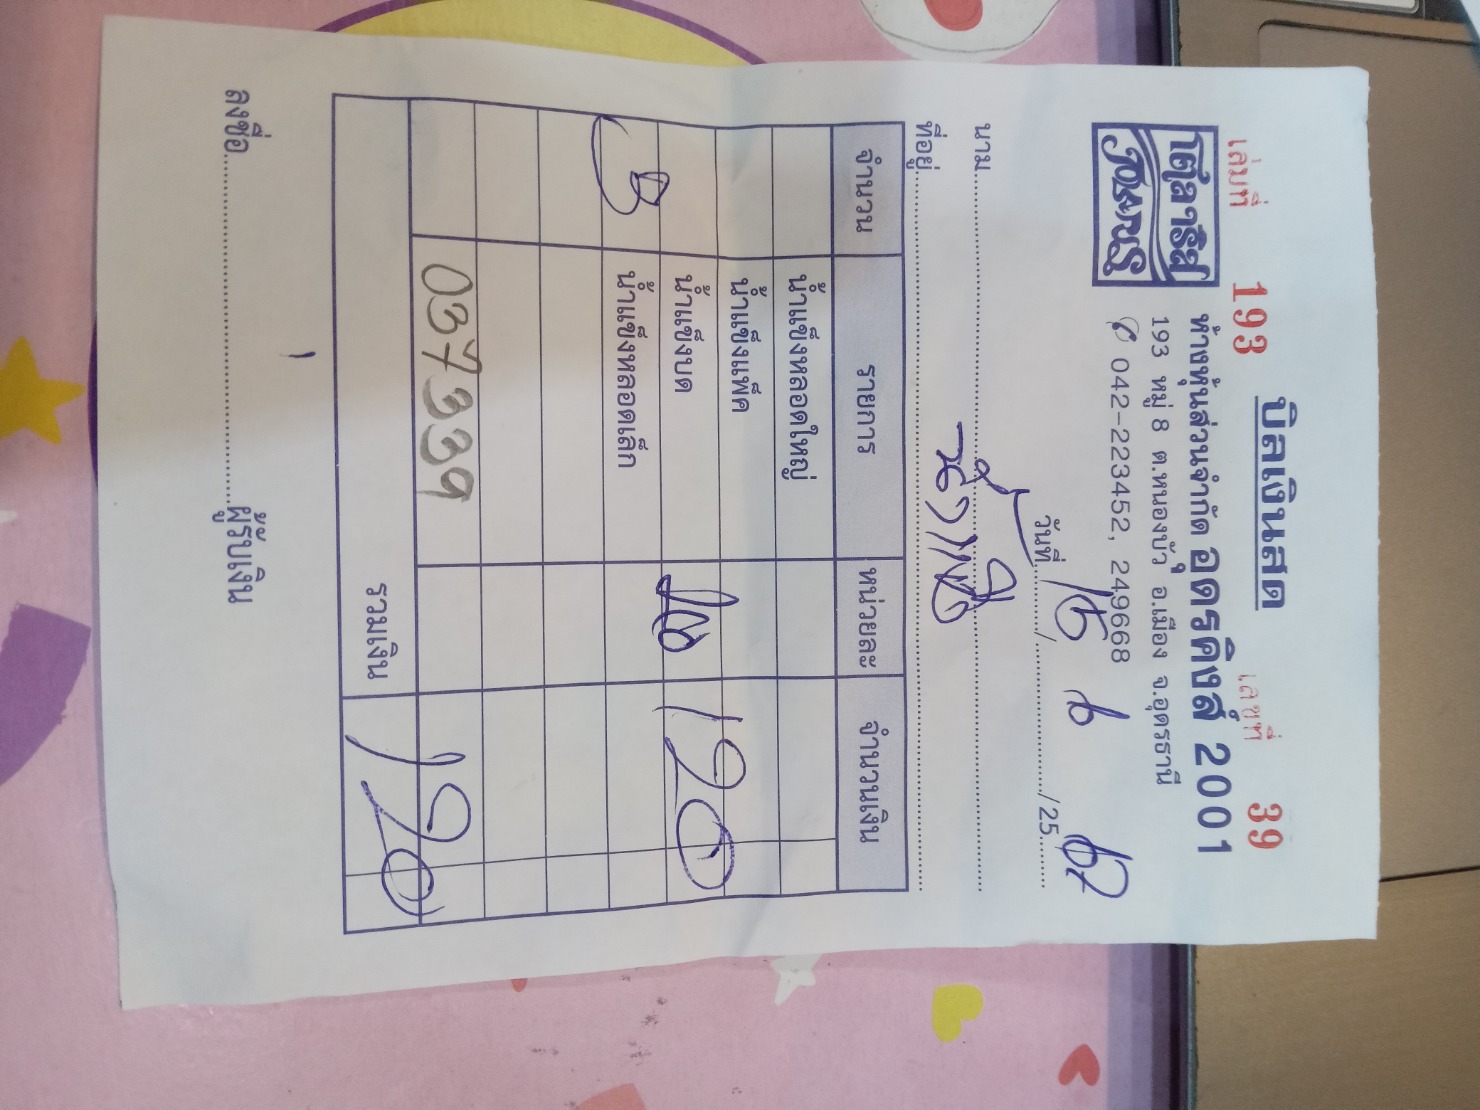 เล่มที่ 193 เลขที่ 39
บิลเงินสด
โตลาริส
POLARIS
ห้างหุ้นส่วนจำกัด อุดรคิงส์ 2001
193 หมู่ 8 ต.หนองบัว อ.เมือง จ.อุดรธานี
✆ 042-223452, 249668
วันที่ 15 / 6 / 25 62
นาม
ที่อยู่
จำนวน รายการ หน่วยละ จำนวนเงิน
น้ำแข็งหลอดใหญ่
น้ำแข็งแพ็ค
น้ำแข็งบด 40 120
น้ำแข็งหลอดเล็ก
037339
รวมเงิน 120
ลงชื่อ ผู้รับเงิน